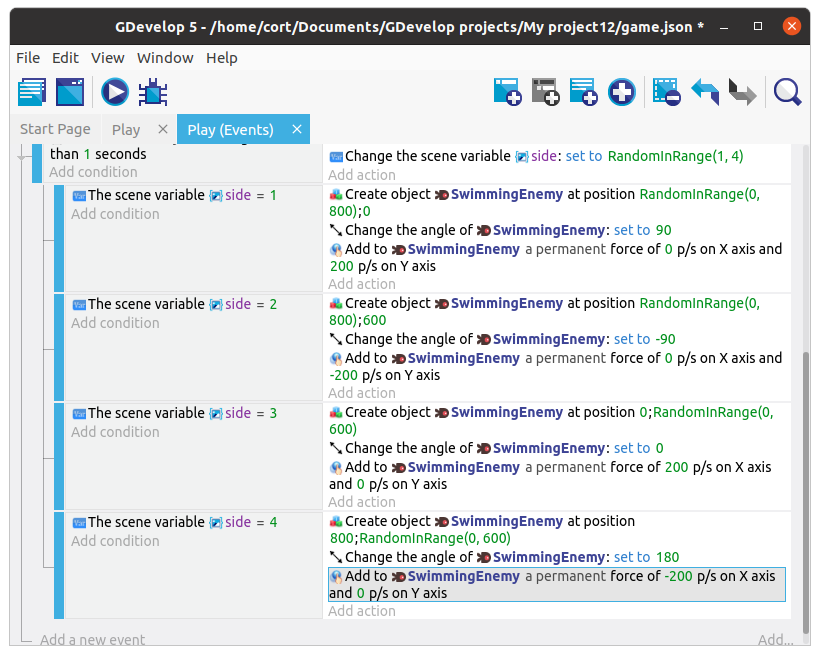 GDevelop 5 - /home/cort/Documents/GDevelop projects/My project12/game.json *
File Edit View Window Help
Start Page Play Play (Events)
than 1 seconds
Add condition
Change the scene variable side: set to RandomInRange(1, 4)
Add action
The scene variable side = 1
Add condition
Create object SwimmingEnemy at position RandomInRange(0,
800);0
Change the angle of SwimmingEnemy: set to 90
Add to SwimmingEnemy a permanent force of 0 p/s on X axis and
200 p/s on Y axis
Add action
The scene variable side = 2
Add condition
Create object SwimmingEnemy at position RandomInRange(0,
800);600
Change the angle of SwimmingEnemy: set to -90
Add to SwimmingEnemy a permanent force of 0 p/s on X axis and
-200 p/s on Y axis
Add action
The scene variable side = 3
Add condition
Create object SwimmingEnemy at position 0;RandomInRange(0,
600)
Change the angle of SwimmingEnemy: set to 0
Add to SwimmingEnemy a permanent force of 200 p/s on X axis
and 0 p/s on Y axis
Add action
The scene variable side = 4
Add condition
Create object SwimmingEnemy at position
800;RandomInRange(0, 600)
Change the angle of SwimmingEnemy: set to 180
Add to SwimmingEnemy a permanent force of -200 p/s on X axis
and 0 p/s on Y axis
Add action
Add a new event
Add...